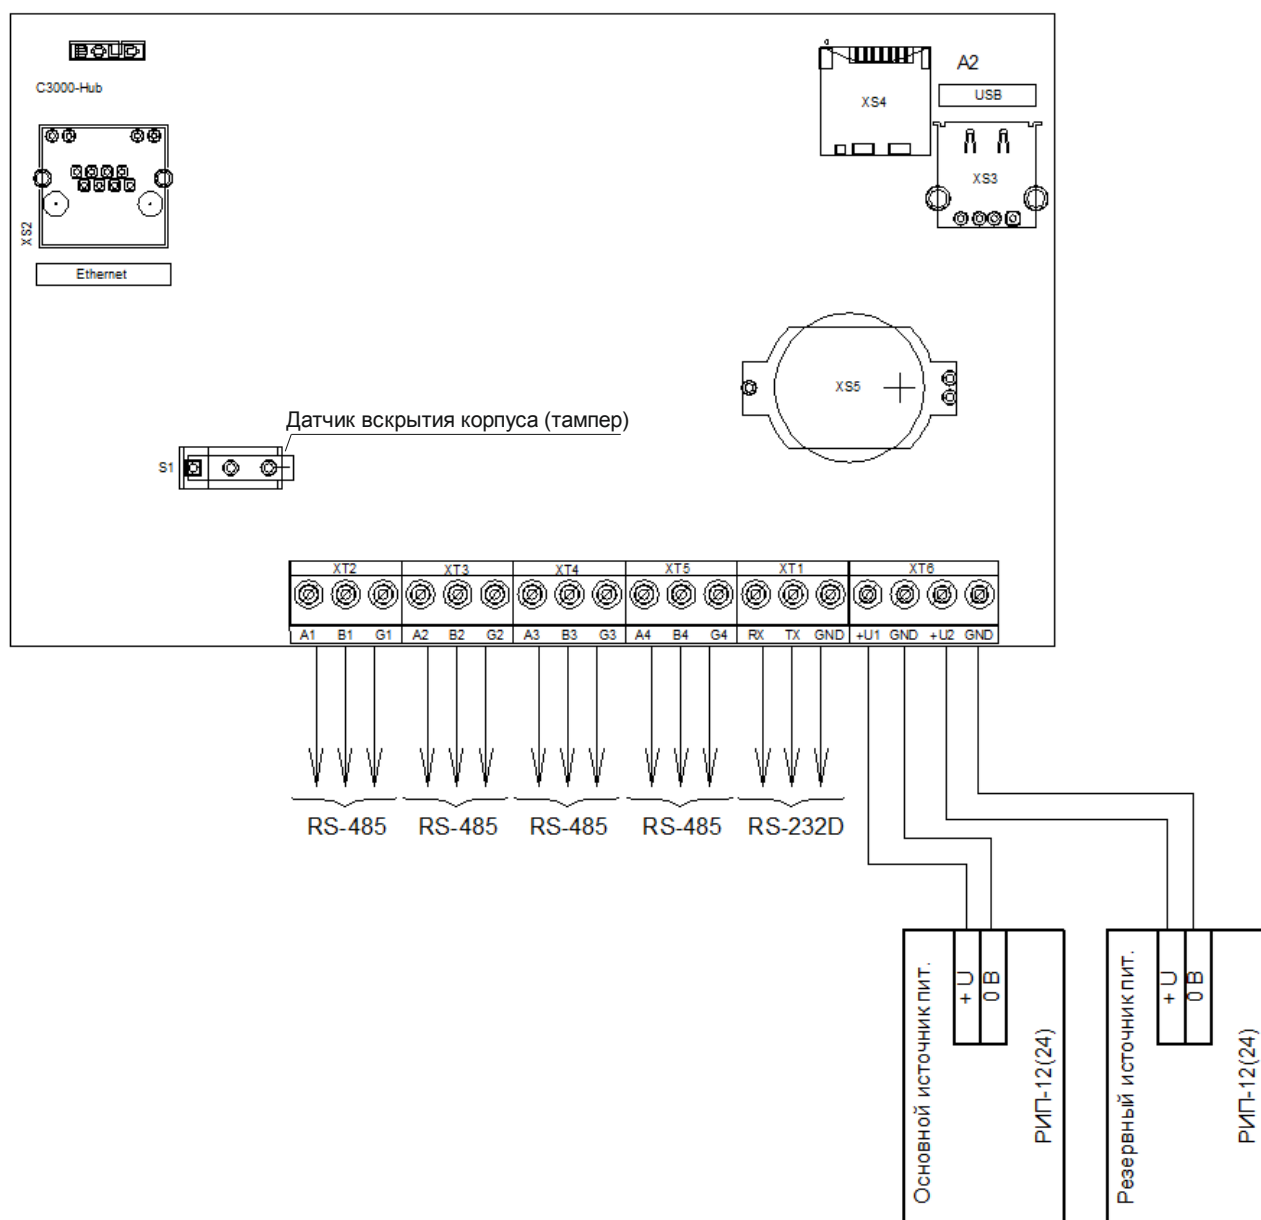 BOLID
C3000-Hub
XS2
Ethernet
XS4
A2
USB
XS3
XS5
Датчик вскрытия корпуса (тампер)
S1
XT2 XT3 XT4 XT5 XT1 XT6
A1 B1 G1 A2 B2 G2 A3 B3 G3 A4 B4 G4 RX TX GND +U1 GND +U2 GND
RS-485 RS-485 RS-485 RS-485 RS-232D
Основной источник пит.
+U
0 В
РИП-12(24)
Резервный источник пит.
+U
0 В
РИП-12(24)